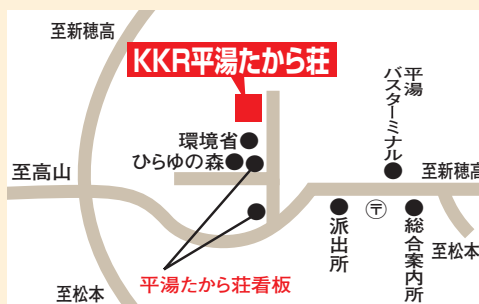 至新穂高
KKR平湯たから荘
環境省
ひらゆの森
至高山
平湯
バスターミナル
至新穂高
〒
派出所
総合案内所
至松本
平湯たから荘看板
至松本